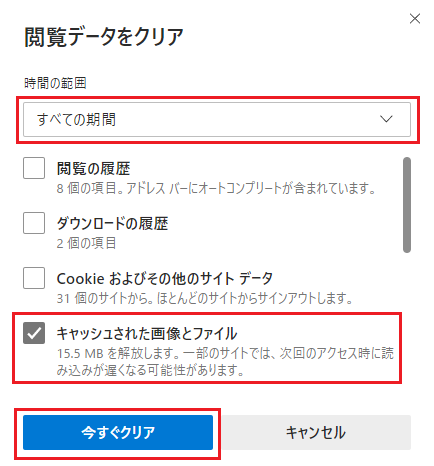 閲覧データをクリア
時間の範囲
すべての期間
閲覧の履歴
8 個の項目。アドレス バーにオートコンプリートが含まれています。
ダウンロードの履歴
2 個の項目
Cookie およびその他のサイト データ
31 個のサイトから。ほとんどのサイトからサインアウトします。
キャッシュされた画像とファイル
15.5 MB を解放します。一部のサイトでは、次回のアクセス時に読
み込みが遅くなる可能性があります。
今すぐクリア
キャンセル